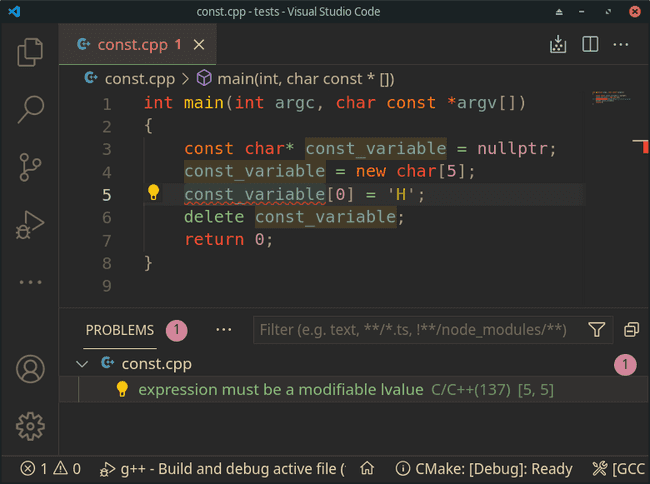 const.cpp - tests - Visual Studio Code
const.cpp 1
const.cpp > main(int, char const * [])
1 int main(int argc, char const *argv[])
2 {
3 const char* const_variable = nullptr;
4 const_variable = new char[5];
5 const_variable[0] = 'H';
6 delete const_variable;
7 return 0;
8 }
9
PROBLEMS 1 ··· Filter (e.g. text, **/*.ts, !**/node_modules/**)
const.cpp 1
expression must be a modifiable lvalue C/C++(137) [5, 5]
1 0 g++ - Build and debug active file ( CMake: [Debug]: Ready [GCC